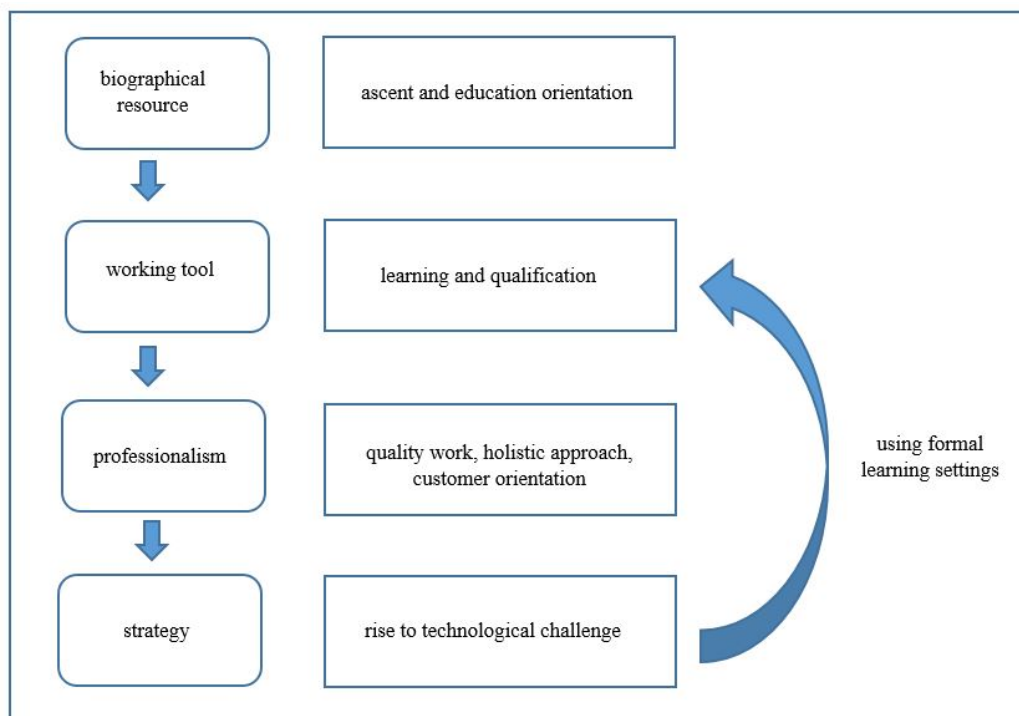 biographical
resource
ascent and education orientation
working tool
learning and qualification
professionalism
quality work, holistic approach,
customer orientation
using formal
learning settings
strategy
rise to technological challenge